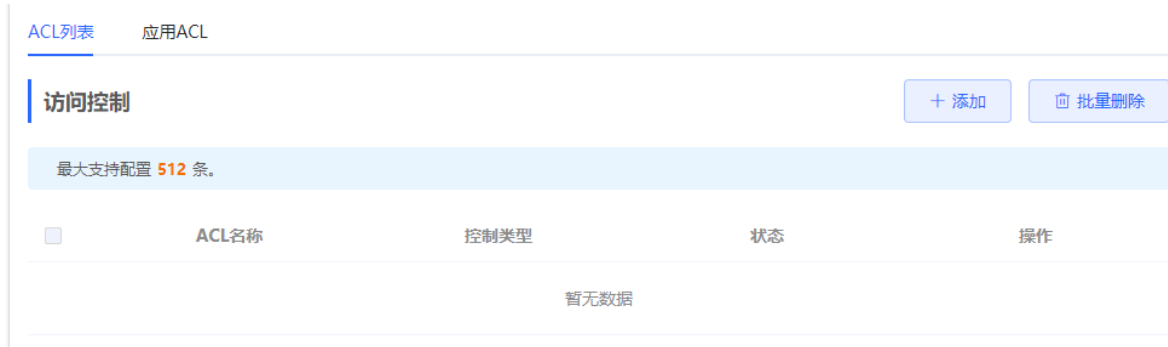 ACL列表 应用ACL
访问控制 添加 批量删除
最大支持配置 512 条。
ACL名称 控制类型 状态 操作
暂无数据